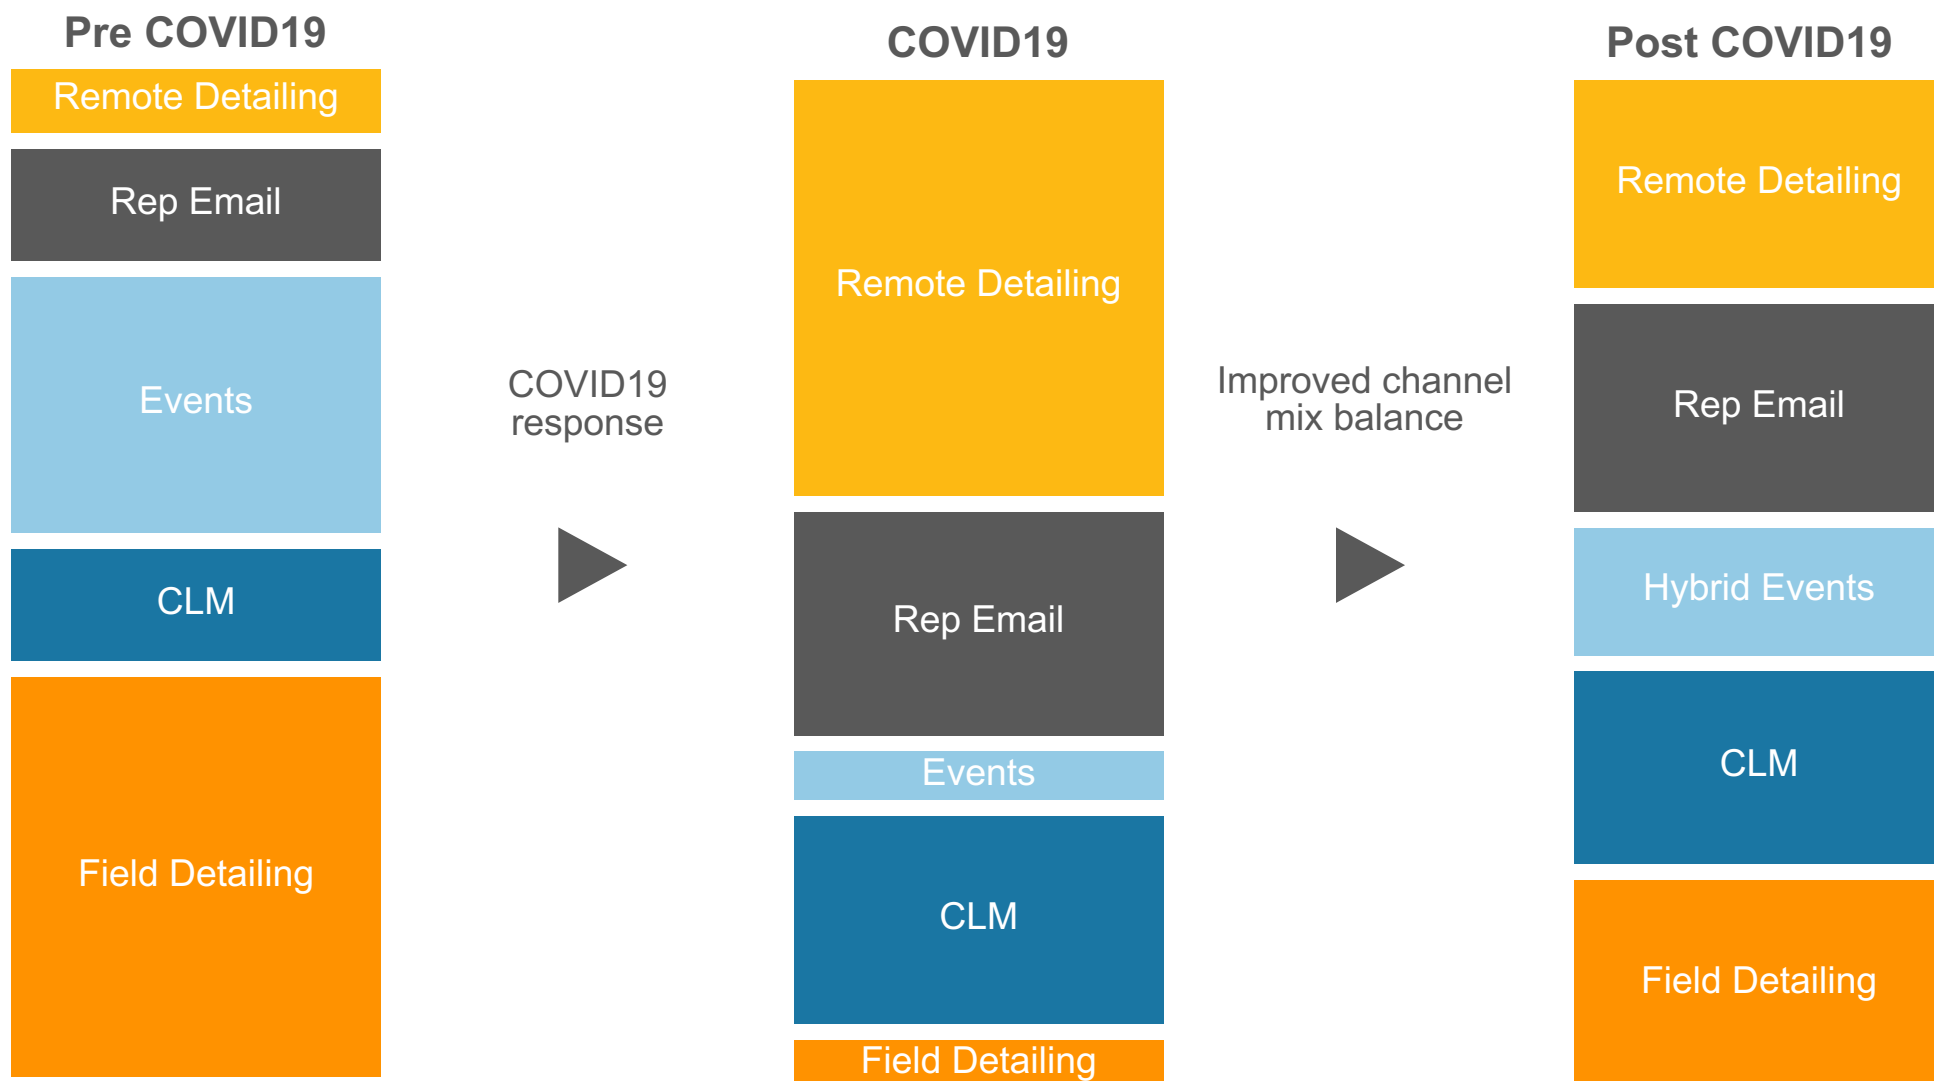 Pre COVID19
Remote Detailing
Rep Email
Events
CLM
Field Detailing
COVID19
response
COVID19
Remote Detailing
Rep Email
Events
CLM
Field Detailing
Improved channel
mix balance
Post COVID19
Remote Detailing
Rep Email
Hybrid Events
CLM
Field Detailing